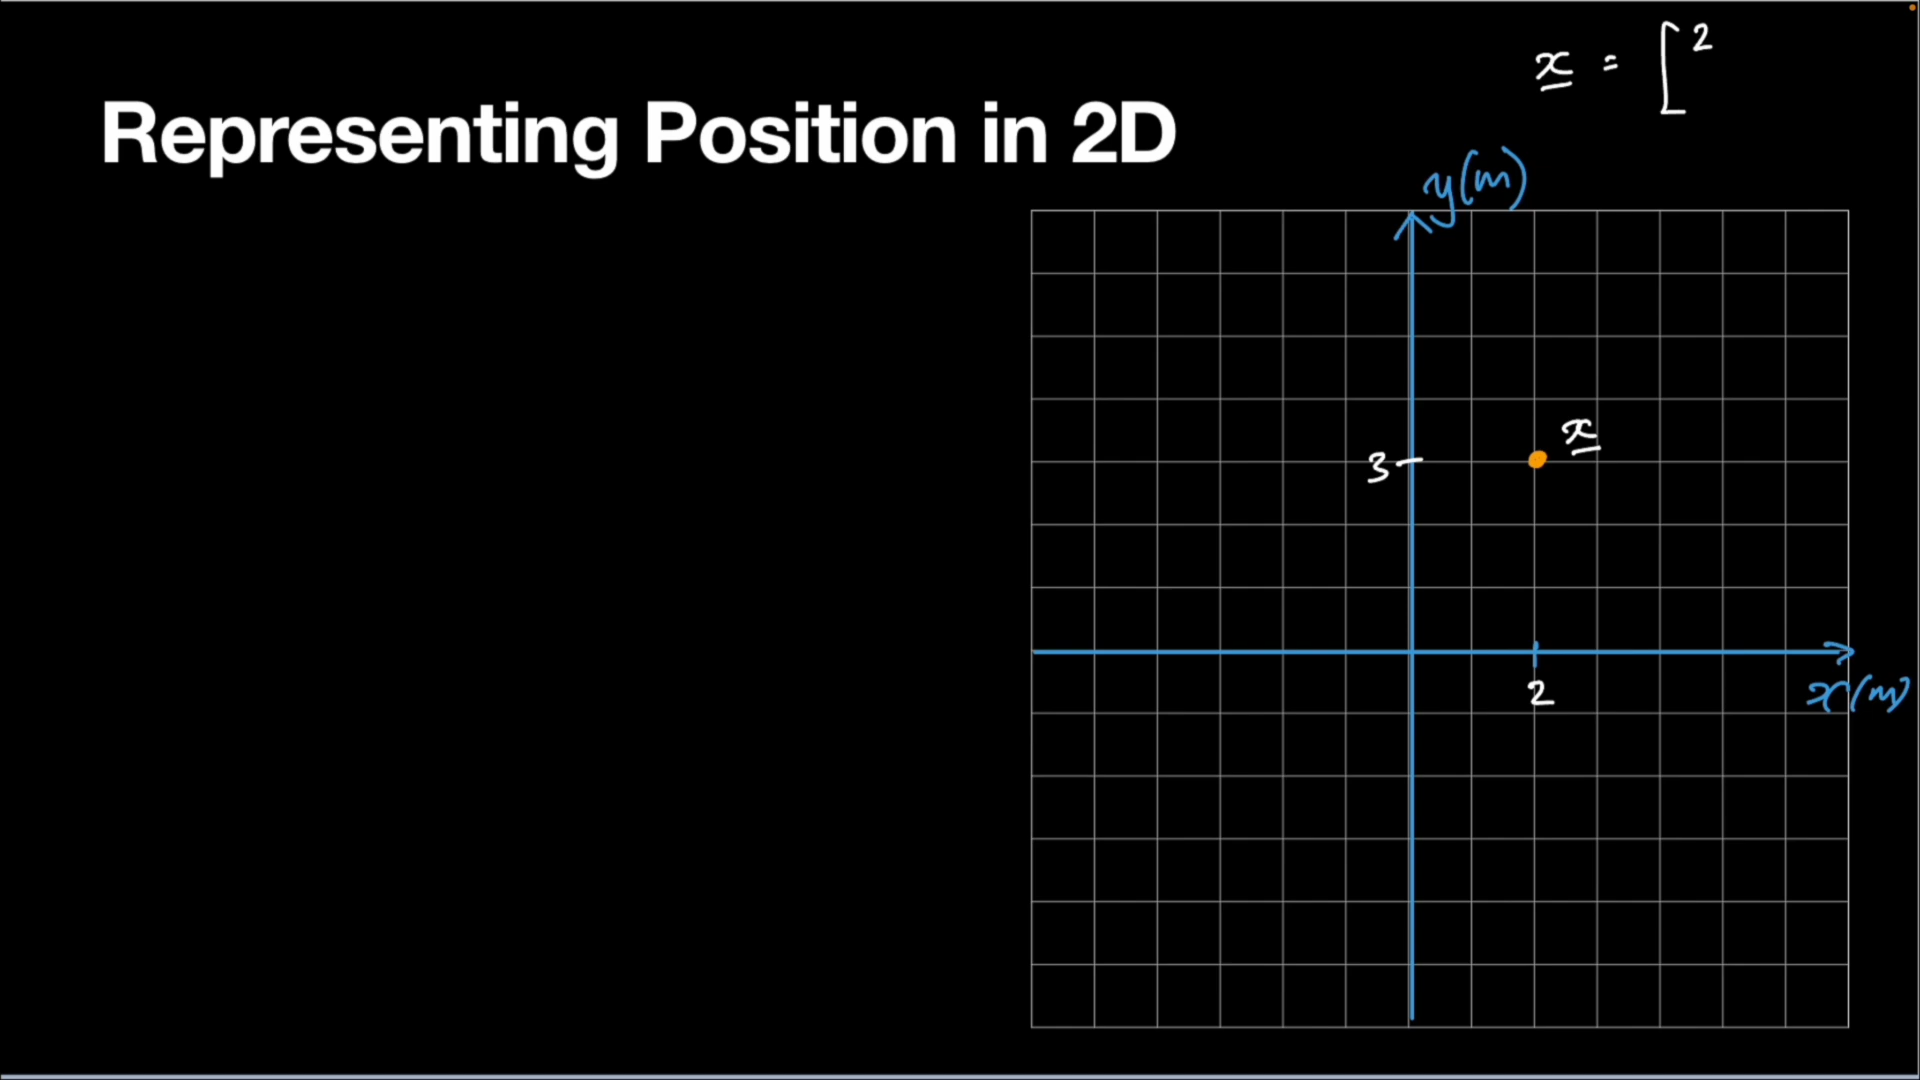 x = [ 2
Representing Position in 2D
y(m)
x
3
2
x(m)